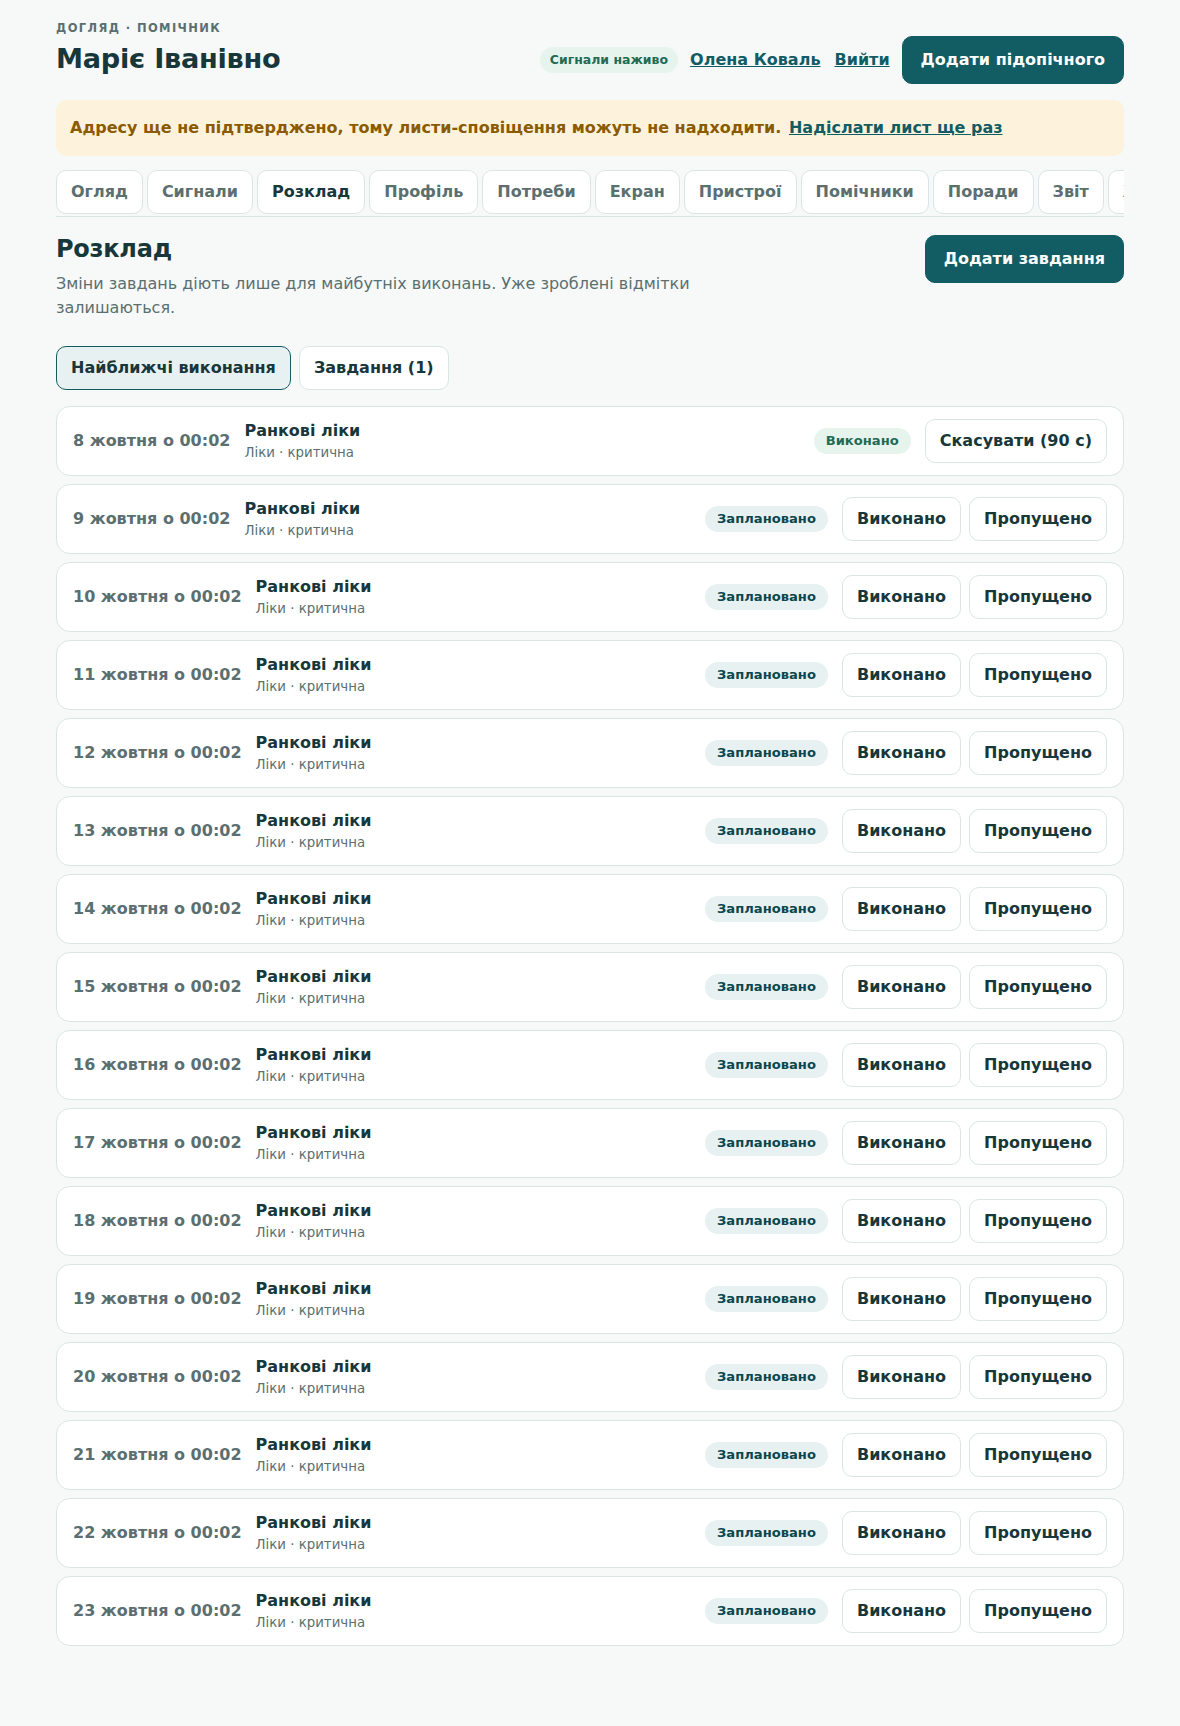 ДОГЛЯД · ПОМІЧНИК
Маріє Іванівно
Сигнали наживо Олена Коваль Вийти Додати підопічного
Адресу ще не підтверджено, тому листи-сповіщення можуть не надходити. Надіслати лист ще раз
Огляд Сигнали Розклад Профіль Потреби Екран Пристрої Помічники Поради Звіт
Розклад
Додати завдання
Зміни завдань діють лише для майбутніх виконань. Уже зроблені відмітки
залишаються.
Найближчі виконання Завдання (1)
8 жовтня о 00:02 Ранкові ліки Виконано Скасувати (90 с)
Ліки · критична
9 жовтня о 00:02 Ранкові ліки Заплановано Виконано Пропущено
Ліки · критична
10 жовтня о 00:02 Ранкові ліки Заплановано Виконано Пропущено
Ліки · критична
11 жовтня о 00:02 Ранкові ліки Заплановано Виконано Пропущено
Ліки · критична
12 жовтня о 00:02 Ранкові ліки Заплановано Виконано Пропущено
Ліки · критична
13 жовтня о 00:02 Ранкові ліки Заплановано Виконано Пропущено
Ліки · критична
14 жовтня о 00:02 Ранкові ліки Заплановано Виконано Пропущено
Ліки · критична
15 жовтня о 00:02 Ранкові ліки Заплановано Виконано Пропущено
Ліки · критична
16 жовтня о 00:02 Ранкові ліки Заплановано Виконано Пропущено
Ліки · критична
17 жовтня о 00:02 Ранкові ліки Заплановано Виконано Пропущено
Ліки · критична
18 жовтня о 00:02 Ранкові ліки Заплановано Виконано Пропущено
Ліки · критична
19 жовтня о 00:02 Ранкові ліки Заплановано Виконано Пропущено
Ліки · критична
20 жовтня о 00:02 Ранкові ліки Заплановано Виконано Пропущено
Ліки · критична
21 жовтня о 00:02 Ранкові ліки Заплановано Виконано Пропущено
Ліки · критична
22 жовтня о 00:02 Ранкові ліки Заплановано Виконано Пропущено
Ліки · критична
23 жовтня о 00:02 Ранкові ліки Заплановано Виконано Пропущено
Ліки · критична